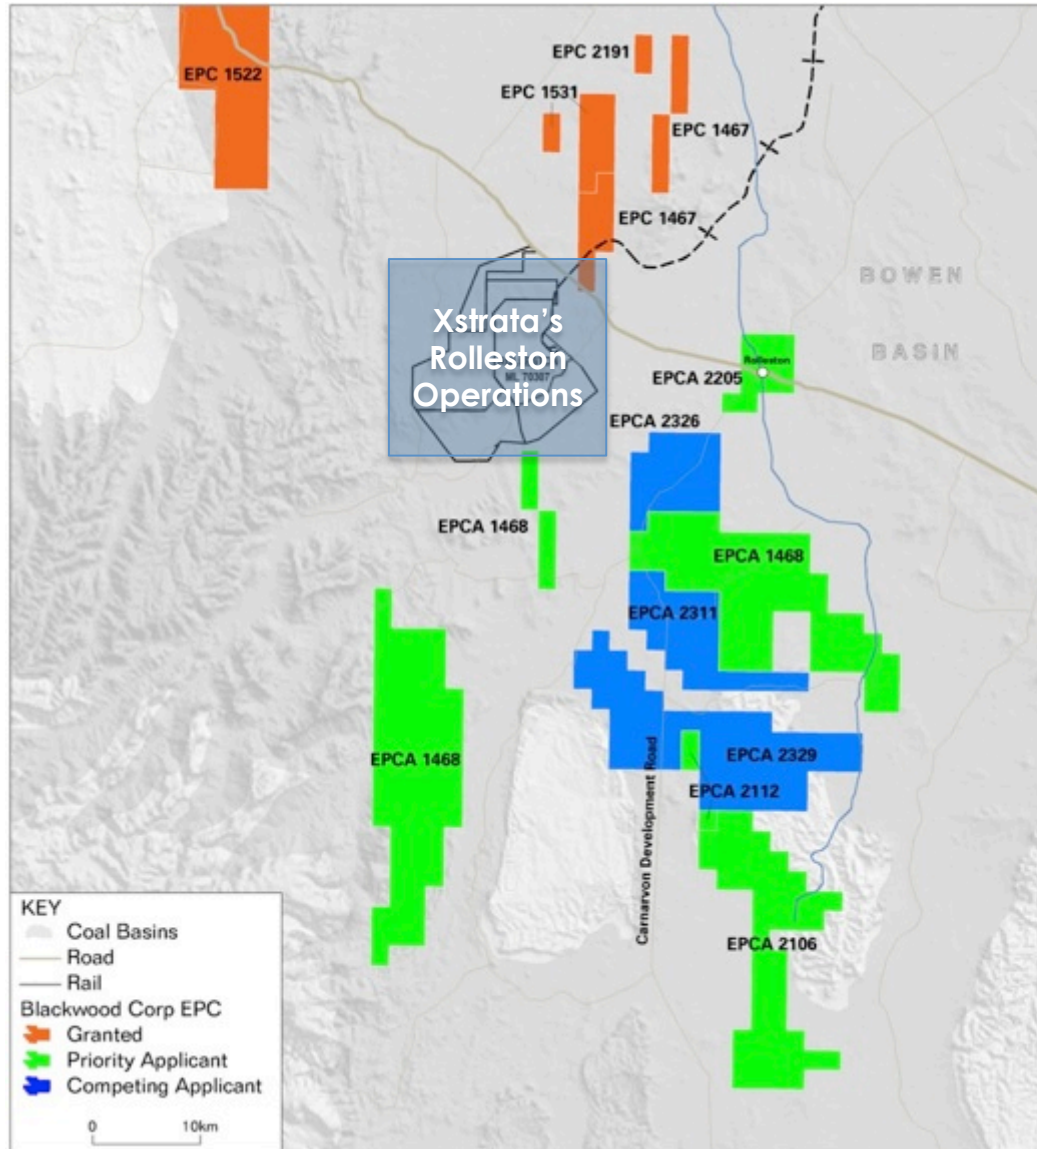 EPC 1522
EPC 2191
EPC 1531
EPC 1467
EPC 1467
BOWEN
BASIN
Xstrata's
Rolleston
Operations
ML 70307
Rolleston
EPCA 2205
EPCA 2326
EPCA 1468
EPCA 1468
EPCA 2311
EPCA 1468
EPCA 2329
EPCA 2112
Carnarvon Development Road
EPCA 2106
KEY
Coal Basins
Road
Rail
Blackwood Corp EPC
Granted
Priority Applicant
Competing Applicant
0 10km